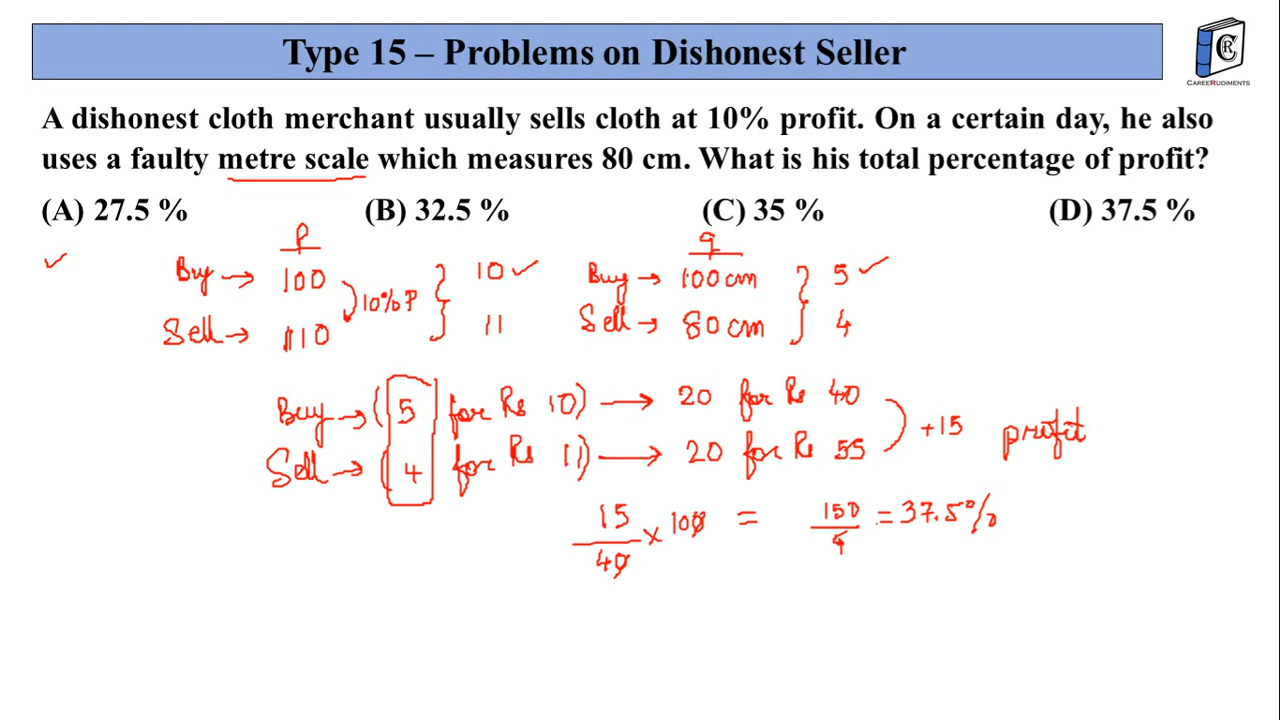 Type 15 – Problems on Dishonest Seller
CAREERUDIMENTS
A dishonest cloth merchant usually sells cloth at 10% profit. On a certain day, he also
uses a faulty metre scale which measures 80 cm. What is his total percentage of profit?
(A) 27.5 % (B) 32.5 % (C) 35 % (D) 37.5 %
P q
Buy → 100 10 ✓ Buy → 100 cm 5 ✓
10% P
Sell → 110 11 Sell → 80 cm 4
Buy → (5 for Rs 10) → 20 for Rs 40
+15 profit
Sell → (4 for Rs 11) → 20 for Rs 55
15/40 × 100 = 150/4 = 37.5%